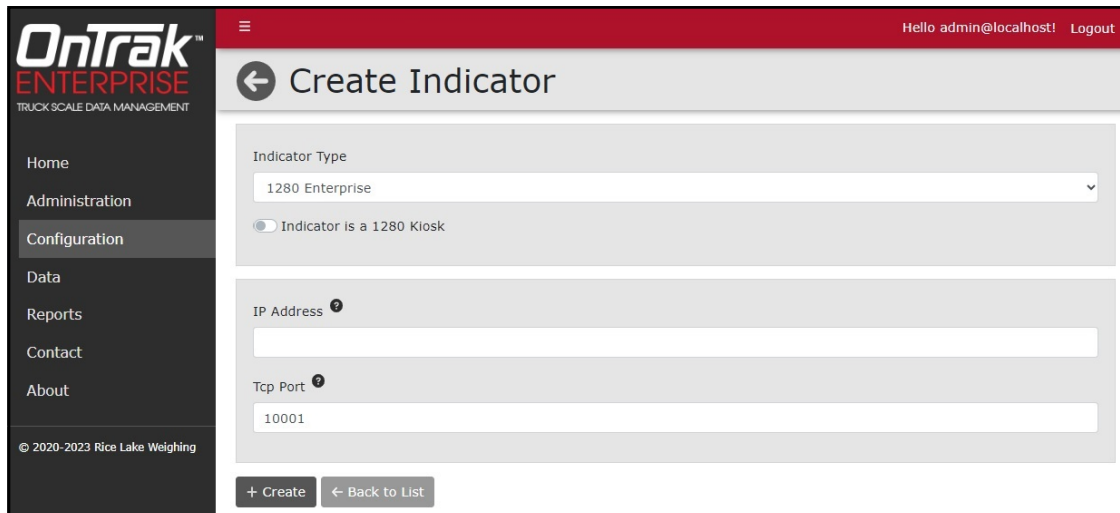 OnTrak™
ENTERPRISE
TRUCK SCALE DATA MANAGEMENT
Home
Administration
Configuration
Data
Reports
Contact
About
© 2020-2023 Rice Lake Weighing
Hello admin@localhost! Logout
Create Indicator
Indicator Type
1280 Enterprise
Indicator is a 1280 Kiosk
IP Address ?
Tcp Port ?
10001
+ Create ← Back to List